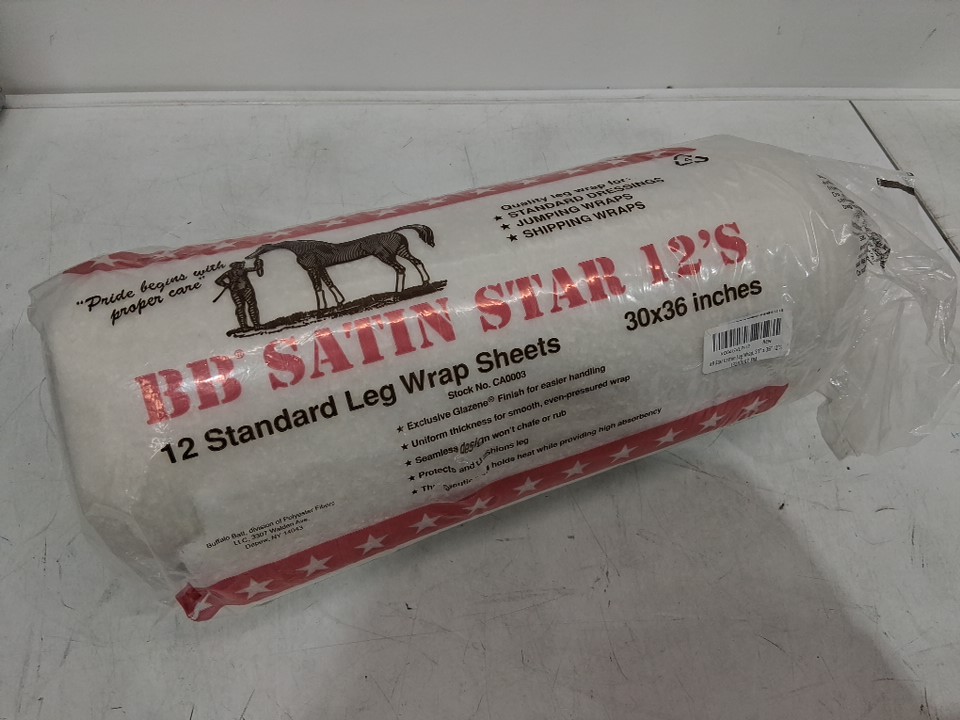 "Pride begins with
proper care"
Quality leg wrap for:
★ STANDARD DRESSINGS
★ JUMPING WRAPS
★ SHIPPING WRAPS
BB SATIN STAR 12'S
12 Standard Leg Wrap Sheets
30x36 inches
Stock No. CA0003
★ Exclusive Glazene® Finish for easier handling
★ Uniform thickness for smooth, even-pressured wrap
★ Seamless design won't chafe or rub
★ Protects and cushions leg
★ holds heat while providing high absorbency
Buffalo Batt, division of Polyester Fibers
LLC, 3307 Walden Ave.
Depew, NY 14043
New